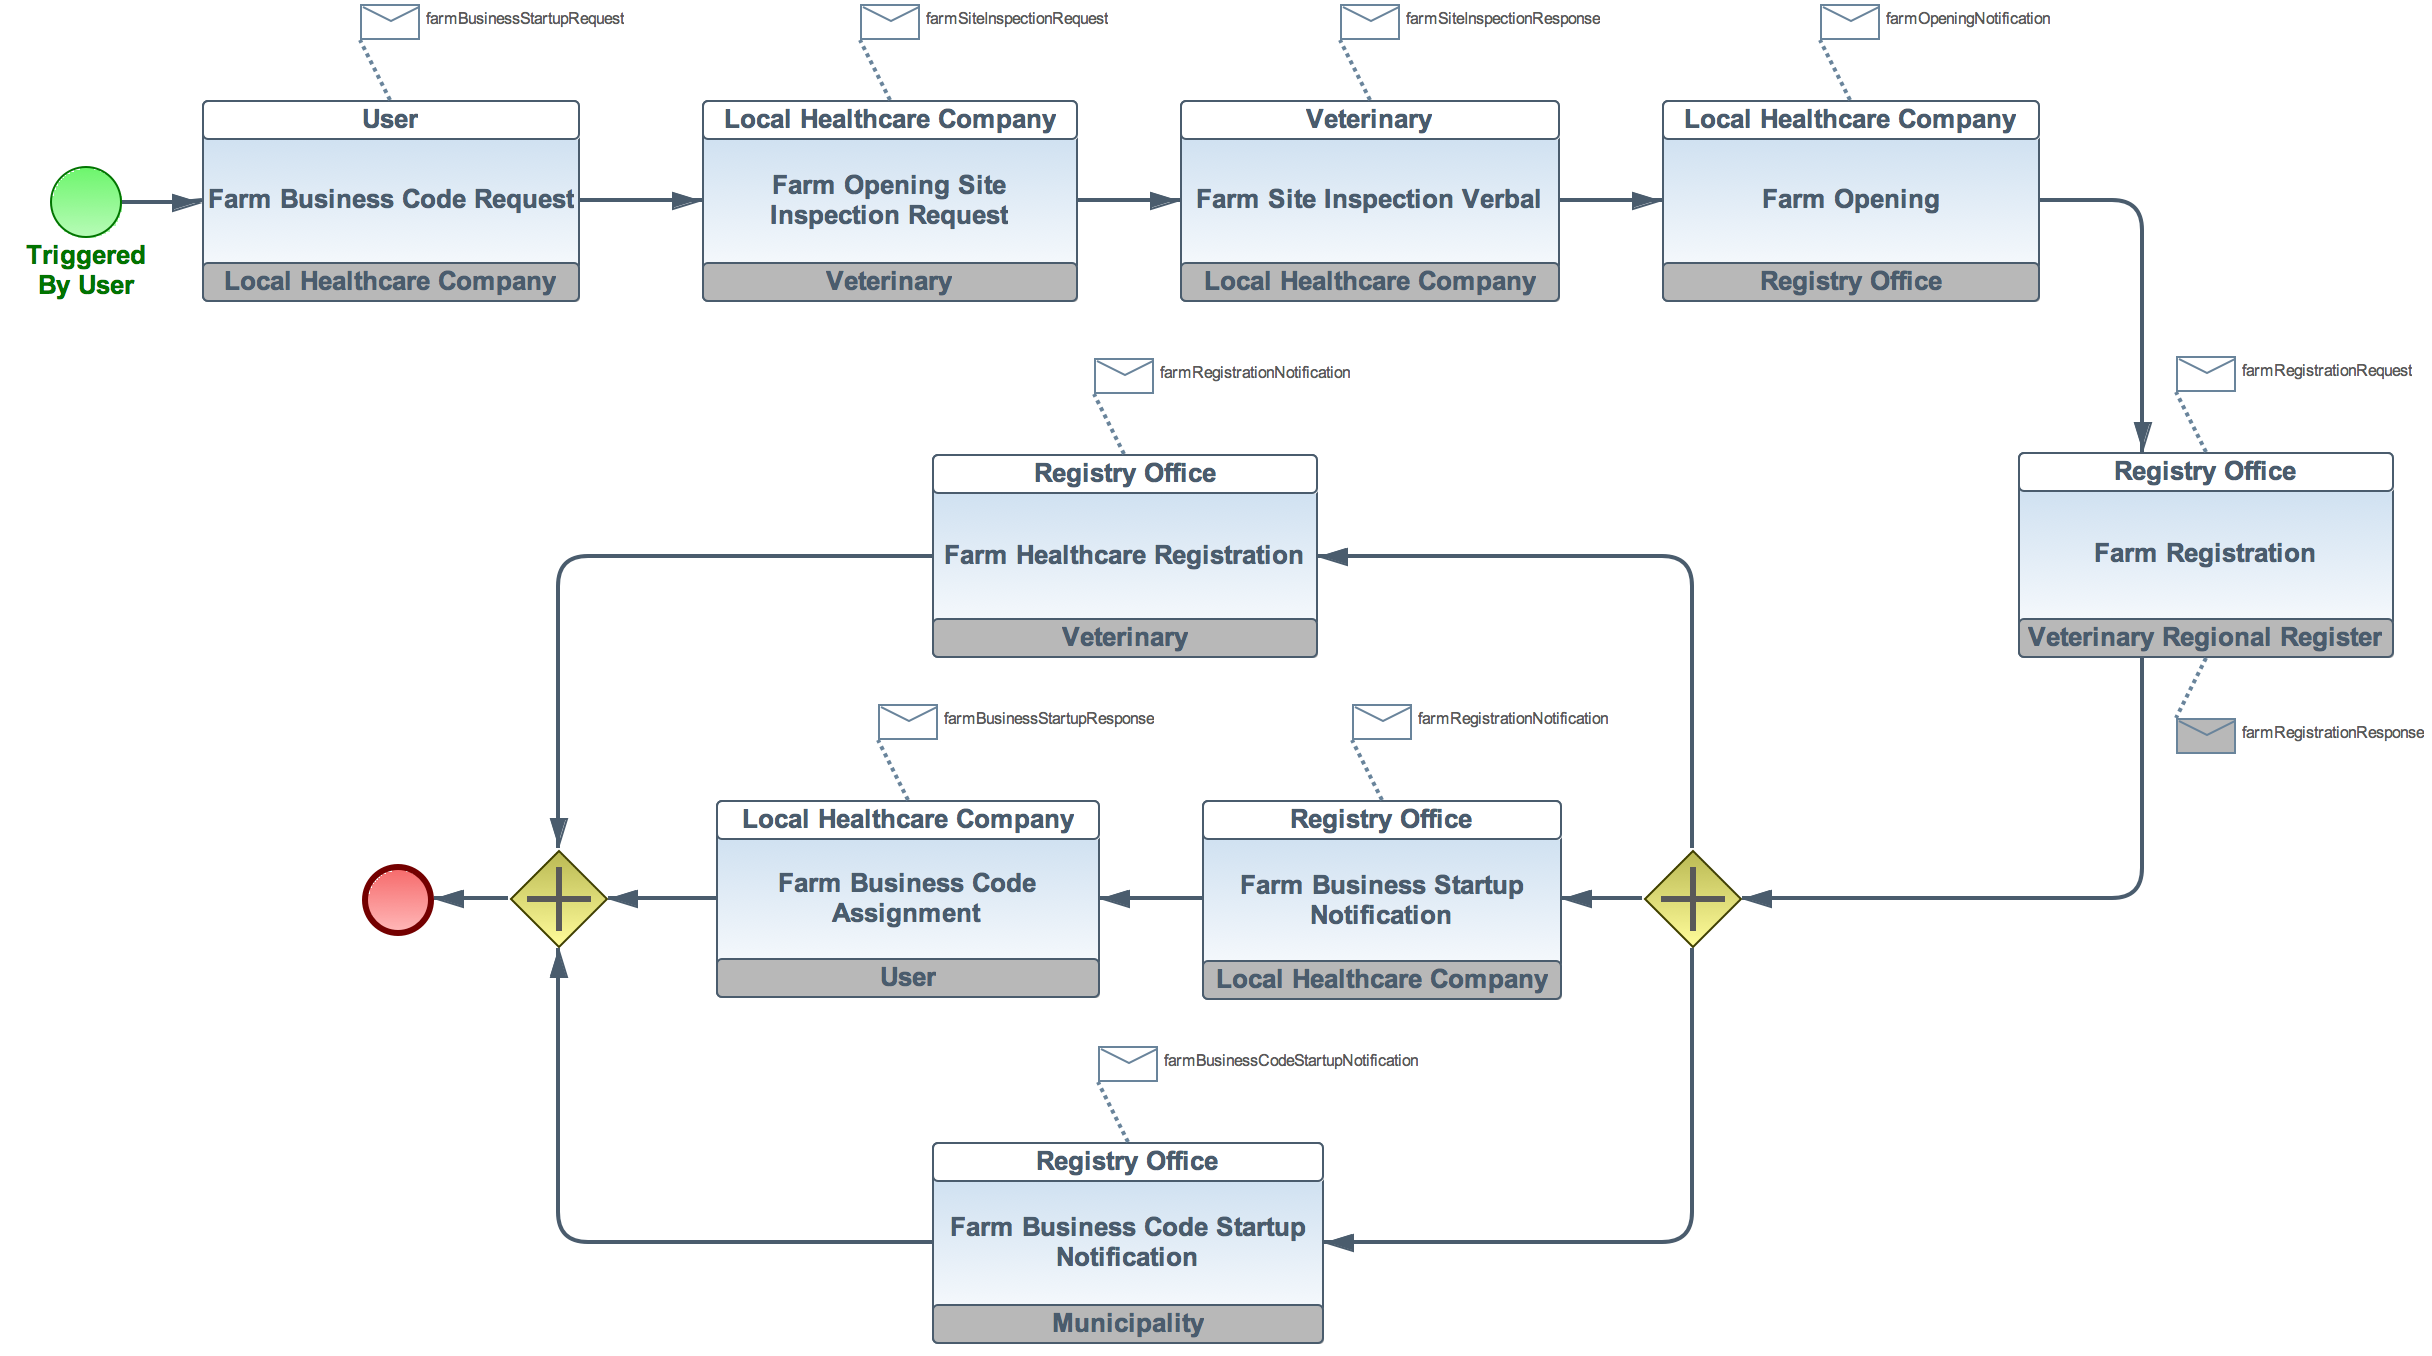 farmBusinessStartupRequest
farmSiteInspectionRequest
farmSiteInspectionResponse
farmOpeningNotification
User
Farm Business Code Request
Local Healthcare Company
Local Healthcare Company
Farm Opening Site
Inspection Request
Veterinary
Veterinary
Farm Site Inspection Verbal
Local Healthcare Company
Local Healthcare Company
Farm Opening
Registry Office
Triggered
By User
farmRegistrationNotification
Registry Office
Farm Healthcare Registration
Veterinary
farmRegistrationRequest
Registry Office
Farm Registration
Veterinary Regional Register
farmRegistrationResponse
farmBusinessStartupResponse
Local Healthcare Company
Farm Business Code
Assignment
User
farmRegistrationNotification
Registry Office
Farm Business Startup
Notification
Local Healthcare Company
farmBusinessCodeStartupNotification
Registry Office
Farm Business Code Startup
Notification
Municipality